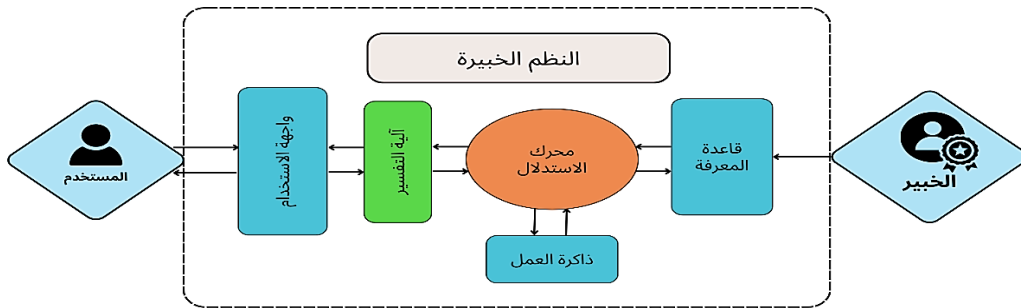 النظم الخبيرة
الخبير
قاعدة
المعرفة
محرك
الاستدلال
ذاكرة العمل
آلية التفسير
واجهة الاستخدام
المستخدم